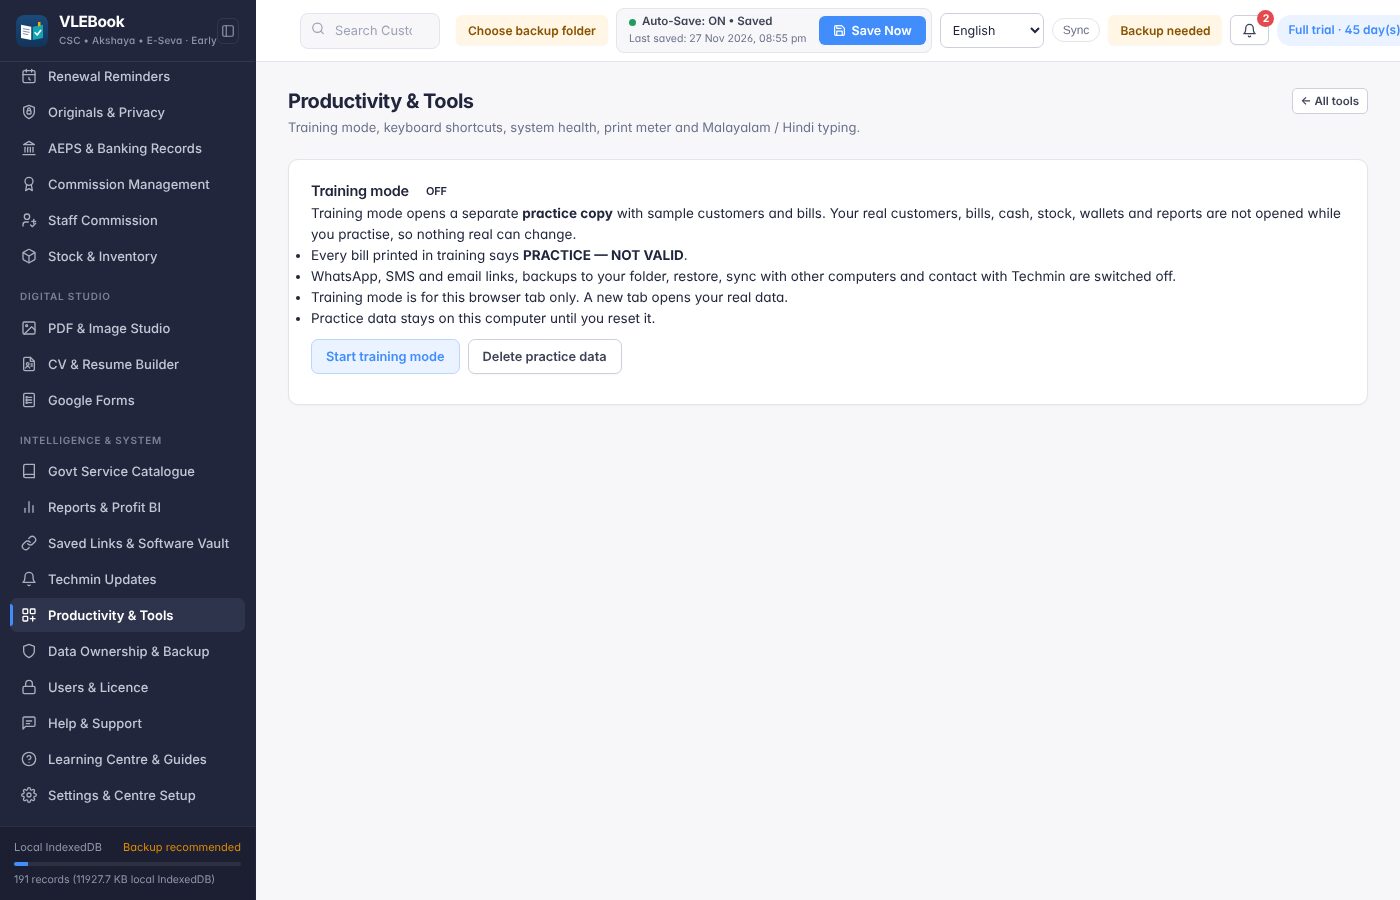 VLEBook
CSC • Akshaya • E-Seva · Early
Renewal Reminders
Originals & Privacy
AEPS & Banking Records
Commission Management
Staff Commission
Stock & Inventory
DIGITAL STUDIO
PDF & Image Studio
CV & Resume Builder
Google Forms
INTELLIGENCE & SYSTEM
Govt Service Catalogue
Reports & Profit BI
Saved Links & Software Vault
Techmin Updates
Productivity & Tools
Data Ownership & Backup
Users & Licence
Help & Support
Learning Centre & Guides
Settings & Centre Setup
Local IndexedDB Backup recommended
191 records (11927.7 KB local IndexedDB)
Search Custo
Choose backup folder
Auto-Save: ON • Saved
Last saved: 27 Nov 2026, 08:55 pm
Save Now
English
Sync
Backup needed
2
Full trial · 45 day(s)
Productivity & Tools
← All tools
Training mode, keyboard shortcuts, system health, print meter and Malayalam / Hindi typing.
Training mode OFF
Training mode opens a separate practice copy with sample customers and bills. Your real customers, bills, cash, stock, wallets and reports are not opened while
you practise, so nothing real can change.
• Every bill printed in training says PRACTICE — NOT VALID.
• WhatsApp, SMS and email links, backups to your folder, restore, sync with other computers and contact with Techmin are switched off.
• Training mode is for this browser tab only. A new tab opens your real data.
• Practice data stays on this computer until you reset it.
Start training mode
Delete practice data